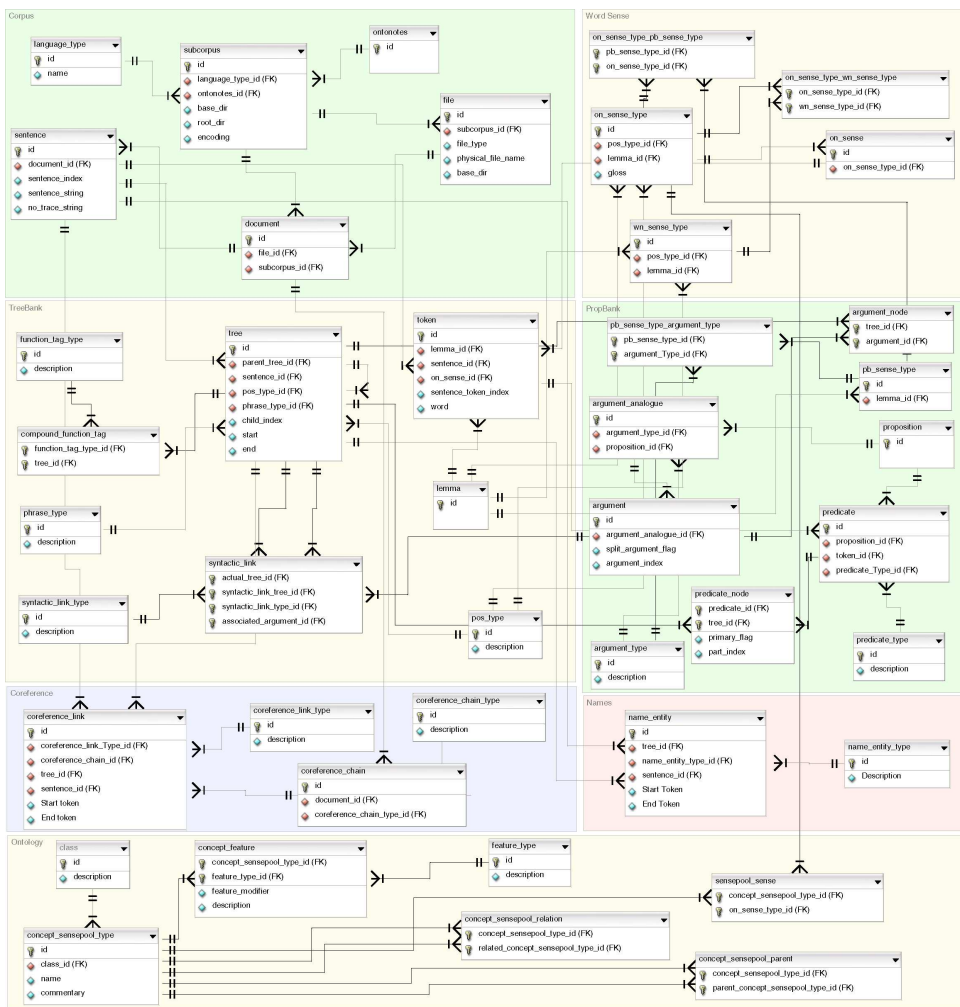 Corpus
language_type
id
name
subcorpus
id
language_type_id (FK)
ontonotes_id (FK)
base_dir
root_dir
encoding
ontonotes
id
file
id
subcorpus_id (FK)
file_type
physical_file_name
base_dir
sentence
id
document_id (FK)
sentence_index
sentence_string
no_trace_string
document
id
file_id (FK)
subcorpus_id (FK)
Word Sense
on_sense_type_pb_sense_type
pb_sense_type_id (FK)
on_sense_type_id (FK)
on_sense_type_wn_sense_type
on_sense_type_id (FK)
wn_sense_type_id (FK)
on_sense_type
id
pos_type_id (FK)
lemma_id (FK)
gloss
on_sense
id
on_sense_type_id (FK)
wn_sense_type
id
pos_type_id (FK)
lemma_id (FK)
TreeBank
function_tag_type
id
description
tree
id
parent_tree_id (FK)
sentence_id (FK)
pos_type_id (FK)
phrase_type_id (FK)
child_index
start
end
token
id
lemma_id (FK)
sentence_id (FK)
on_sense_id (FK)
sentence_token_index
word
compound_function_tag
function_tag_type_id (FK)
tree_id (FK)
lemma
id
phrase_type
id
description
syntactic_link
actual_tree_id (FK)
syntactic_link_tree_id (FK)
syntactic_link_type_id (FK)
associated_argument_id (FK)
syntactic_link_type
id
description
pos_type
id
description
PropBank
pb_sense_type_argument_type
pb_sense_type_id (FK)
argument_Type_id (FK)
argument_node
tree_id (FK)
argument_id (FK)
pb_sense_type
id
lemma_id (FK)
argument_analogue
id
argument_type_id (FK)
proposition_id (FK)
proposition
id
argument
id
argument_analogue_id (FK)
split_argument_flag
argument_index
predicate
id
proposition_id (FK)
token_id (FK)
predicate_Type_id (FK)
predicate_node
predicate_id (FK)
tree_id (FK)
primary_flag
part_index
argument_type
id
description
predicate_type
id
description
Coreference
coreference_link
id
coreference_link_Type_id (FK)
coreference_chain_id (FK)
tree_id (FK)
sentence_id (FK)
Start token
End token
coreference_link_type
id
description
coreference_chain_type
id
description
coreference_chain
id
document_id (FK)
coreference_chain_type_id (FK)
Names
name_entity
id
tree_id (FK)
name_entity_type_id (FK)
sentence_id (FK)
Start Token
End Token
name_entity_type
id
Description
Ontology
class
id
description
concept_feature
concept_sensepool_type_id (FK)
feature_type_id (FK)
feature_modifier
description
feature_type
id
description
sensepool_sense
concept_sensepool_type_id (FK)
on_sense_type_id (FK)
concept_sensepool_type
id
class_id (FK)
name
commentary
concept_sensepool_relation
concept_sensepool_type_id (FK)
related_concept_sensepool_type_id (FK)
concept_sensepool_parent
concept_sensepool_type_id (FK)
parent_concept_sensepool_type_id (FK)